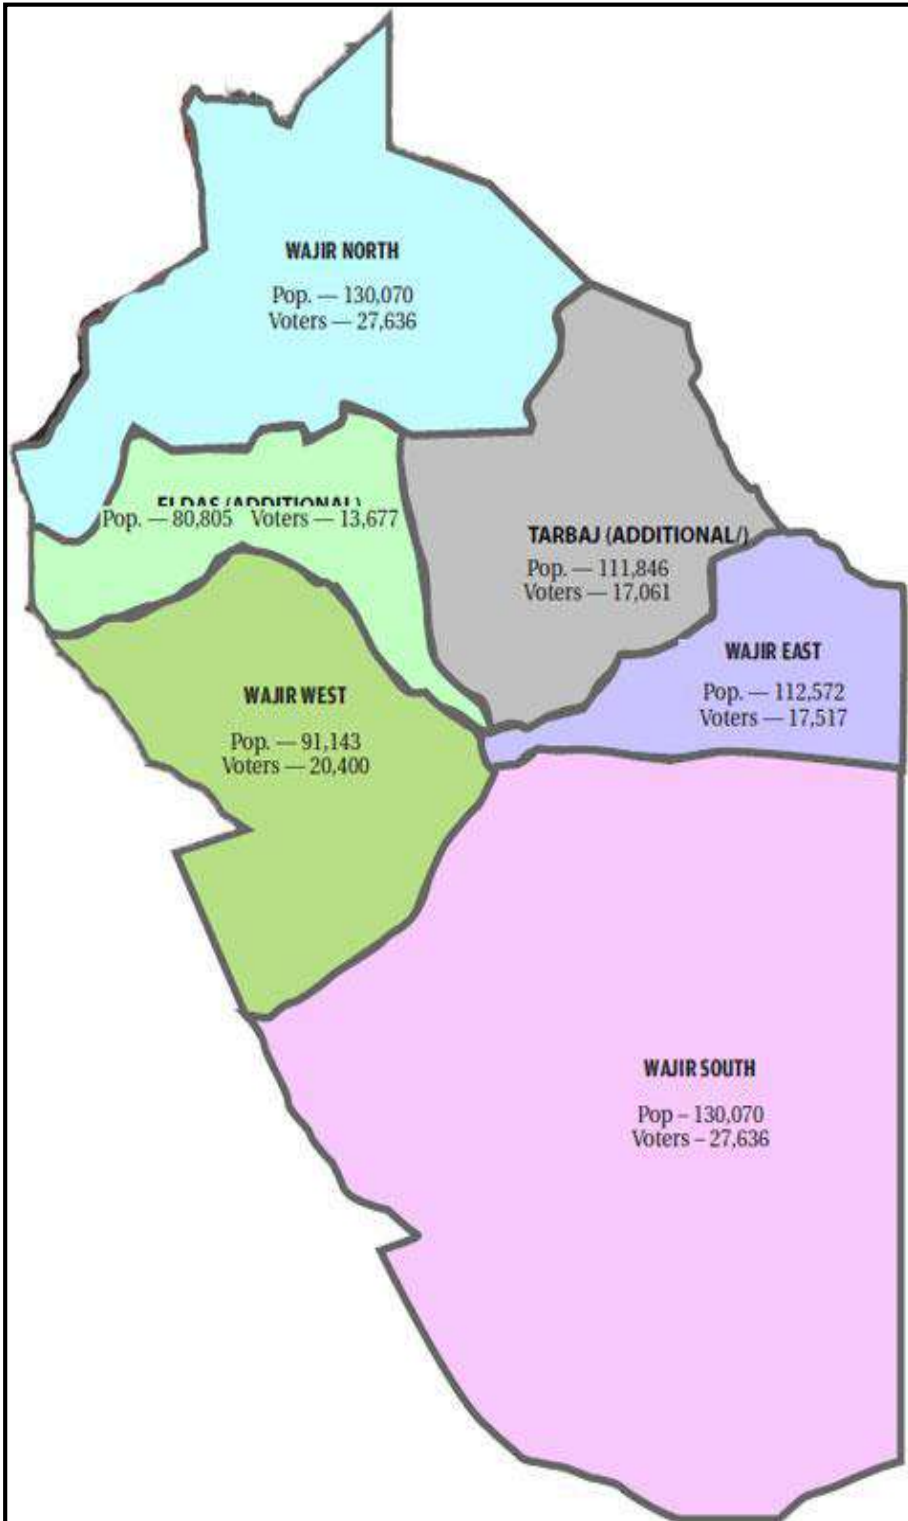 WAJIR NORTH
Pop. — 130,070
Voters — 27,636
ELDAS (ADDITIONAL)
Pop. — 80,805 Voters — 13,677
TARBAJ (ADDITIONAL/)
Pop. — 111,846
Voters — 17,061
WAJIR EAST
Pop. — 112,572
Voters — 17,517
WAJIR WEST
Pop. — 91,143
Voters — 20,400
WAJIR SOUTH
Pop – 130,070
Voters – 27,636